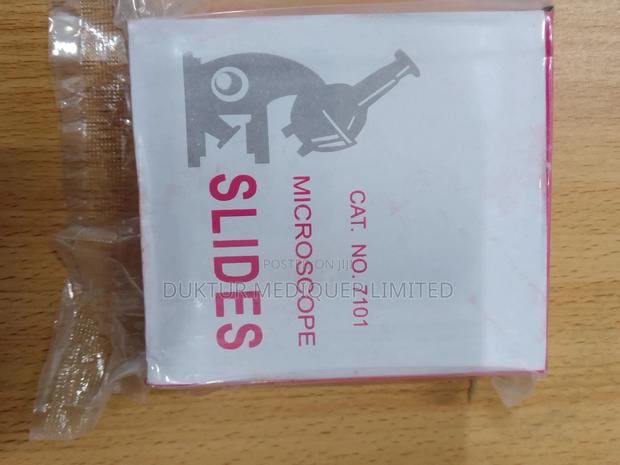 CAT. NO. 7101
MICROSCOPE
SLIDES
POSTED ON JIJI
DUKTUR MEDIQUEP LIMITED